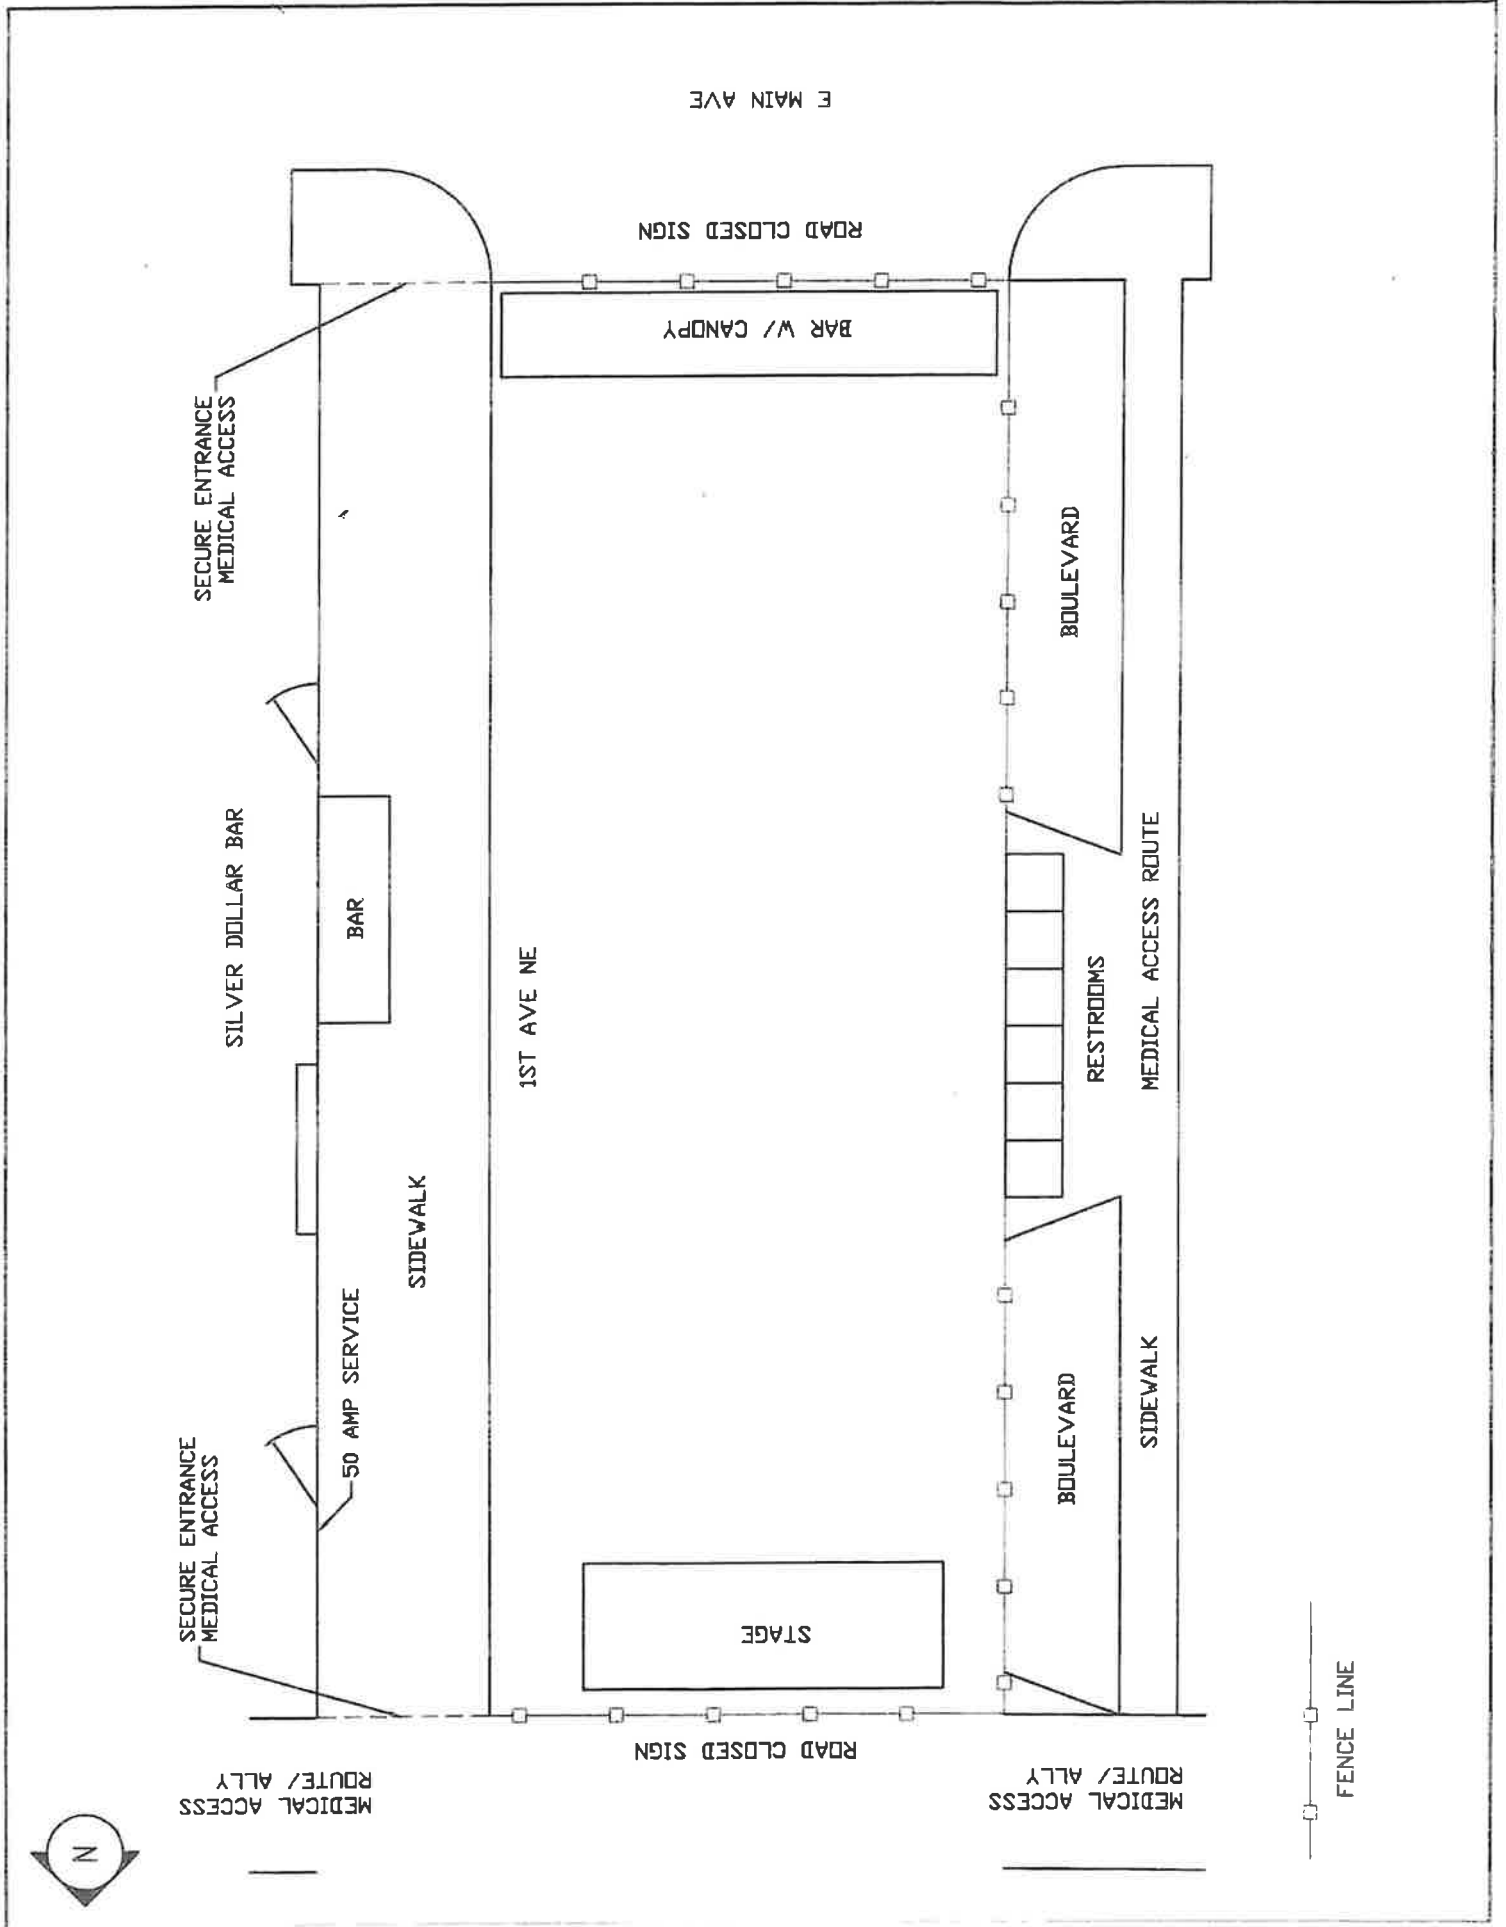 E MAIN AVE
ROAD CLOSED SIGN
BAR W/ CANOPY
SECURE ENTRANCE
MEDICAL ACCESS
BOULEVARD
SILVER DOLLAR BAR
BAR
1ST AVE NE
RESTROOMS
MEDICAL ACCESS ROUTE
SIDEWALK
50 AMP SERVICE
SECURE ENTRANCE
MEDICAL ACCESS
BOULEVARD
SIDEWALK
STAGE
ROAD CLOSED SIGN
MEDICAL ACCESS
ROUTE/ ALLY
MEDICAL ACCESS
ROUTE/ ALLY
FENCE LINE
N